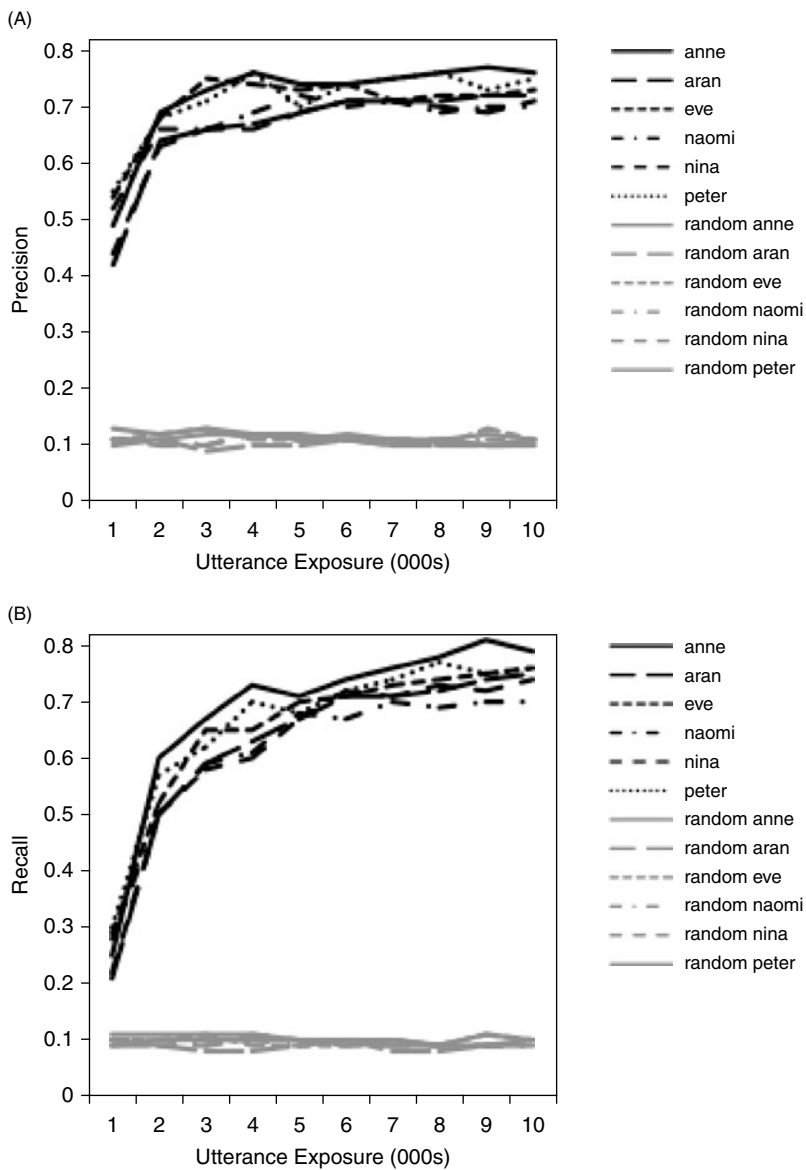 (A)
0.8
0.7
0.6
0.5
0.4
0.3
0.2
0.1
0
Precision
1 2 3 4 5 6 7 8 9 10
Utterance Exposure (000s)
anne
aran
eve
naomi
nina
peter
random anne
random aran
random eve
random naomi
random nina
random peter
(B)
0.8
0.7
0.6
0.5
0.4
0.3
0.2
0.1
0
Recall
1 2 3 4 5 6 7 8 9 10
Utterance Exposure (000s)
anne
aran
eve
naomi
nina
peter
random anne
random aran
random eve
random naomi
random nina
random peter